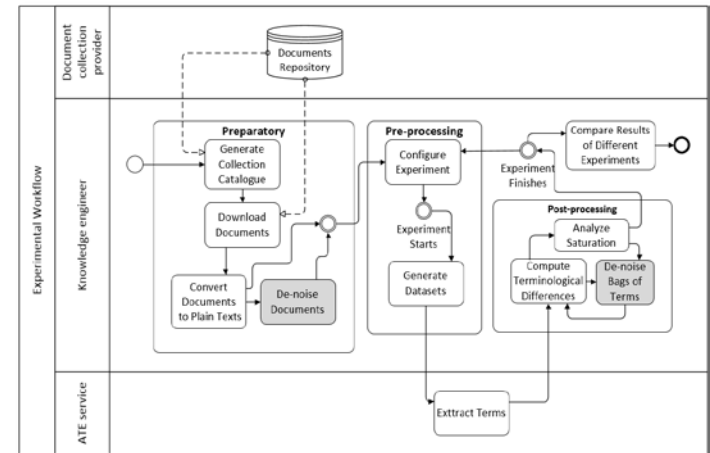 Experimental Workflow
Document
collection
provider
Documents
Repository
Knowledge engineer
Preparatory
Generate
Collection
Catalogue
Download
Documents
Convert
Documents
to Plain Texts
De-noise
Documents
Pre-processing
Configure
Experiment
Experiment
Starts
Generate
Datasets
Experiment
Finishes
Compare Results
of Different
Experiments
Post-processing
Analyze
Saturation
Compute
Terminological
Differences
De-noise
Bags of
Terms
ATE service
Exttract Terms